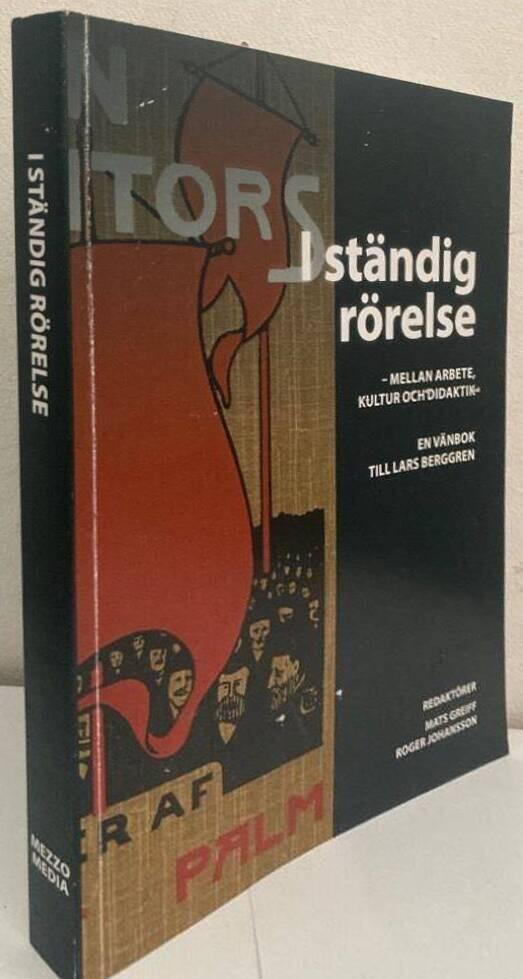 I STÄNDIG RÖRELSE
MEZZO
MEDIA
N
ITORS
I ständig
rörelse
– MELLAN ARBETE,
KULTUR OCH DIDAKTIK–
EN VÄNBOK
TILL LARS BERGGREN
REDAKTÖRER
MATS GREIFF
ROGER JOHANSSON
ER AF
PALM